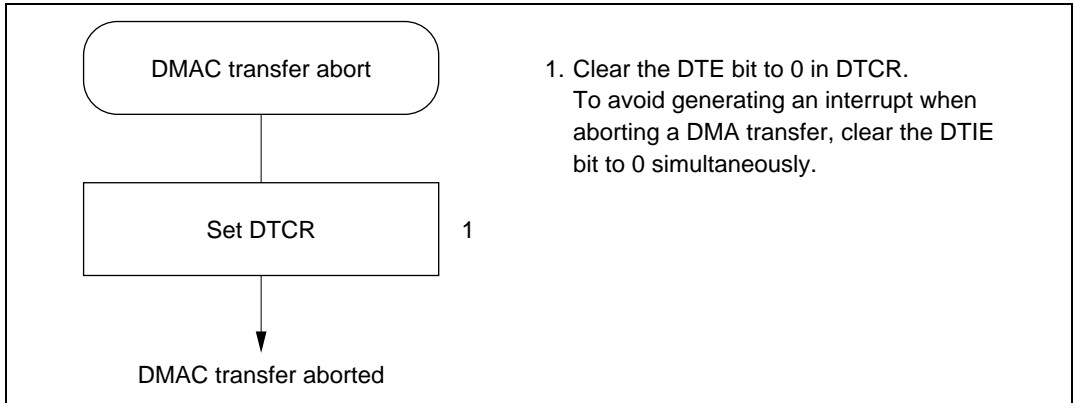 DMAC transfer abort
1. Clear the DTE bit to 0 in DTCR.
To avoid generating an interrupt when
aborting a DMA transfer, clear the DTIE
bit to 0 simultaneously.
Set DTCR
1
DMAC transfer aborted